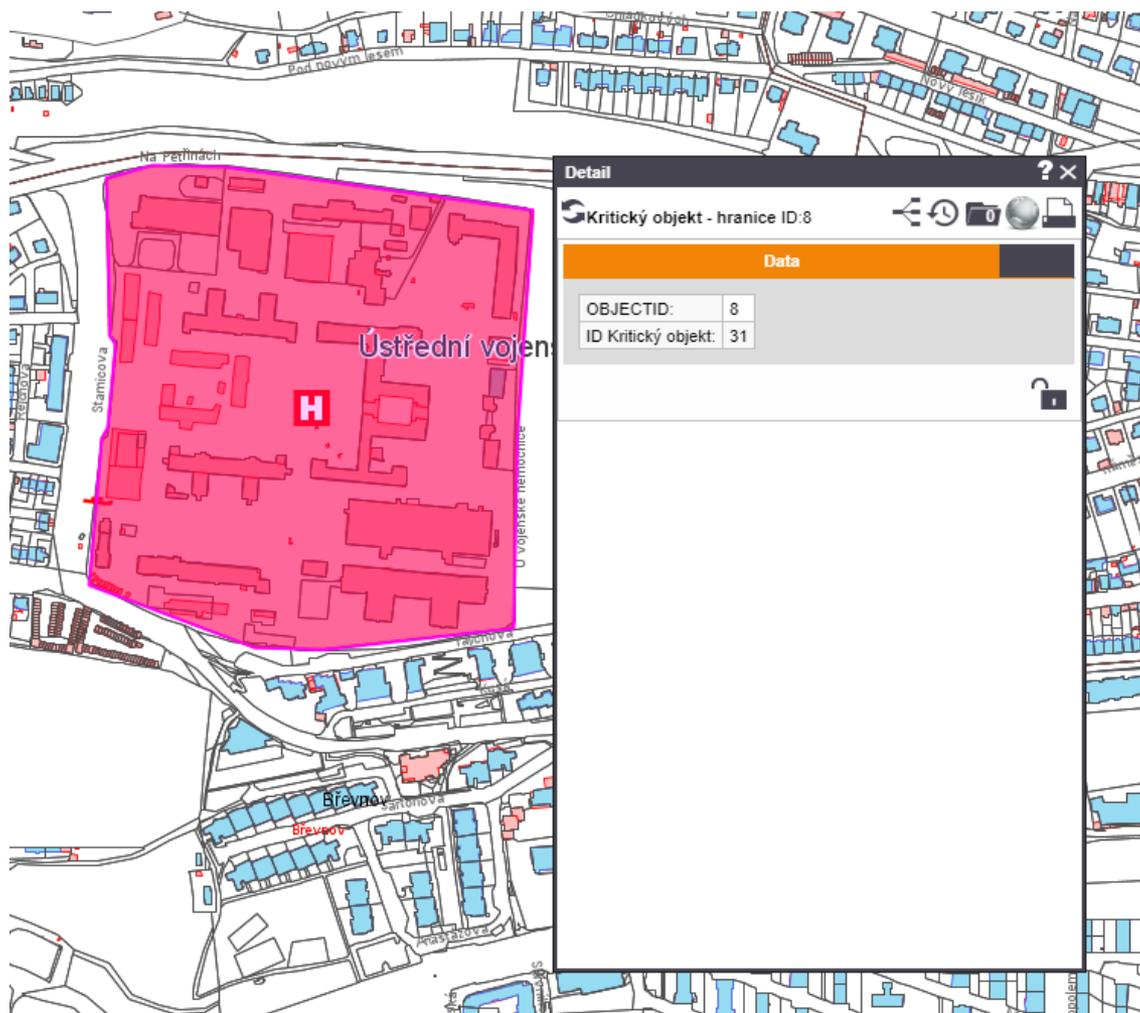 Pod novým lesem
Nový lesík
Na Petřinách
Detail
? ×
Kritický objekt - hranice ID:8
0
Data
OBJECTID: 8
ID Kritický objekt: 31
Ústřední vojens
Stamicova
H
U vojenské nemocnice
Břevnov
Břevnov
Anastázova